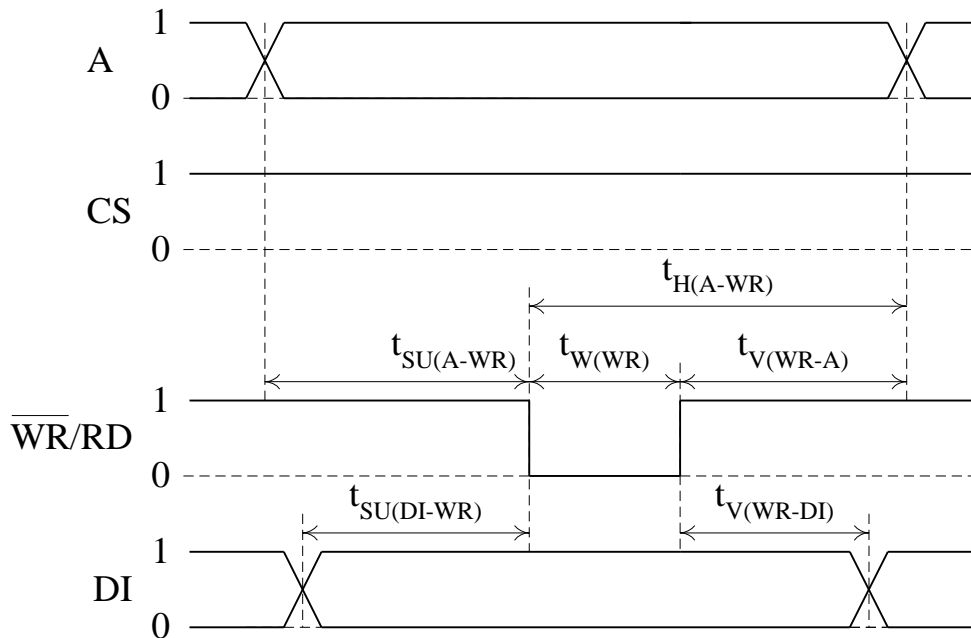 1
A
0
1
CS
0
t_H(A-WR)
t_SU(A-WR) t_W(WR) t_V(WR-A)
1
W̅R̅/RD
0
t_SU(DI-WR) t_V(WR-DI)
1
DI
0